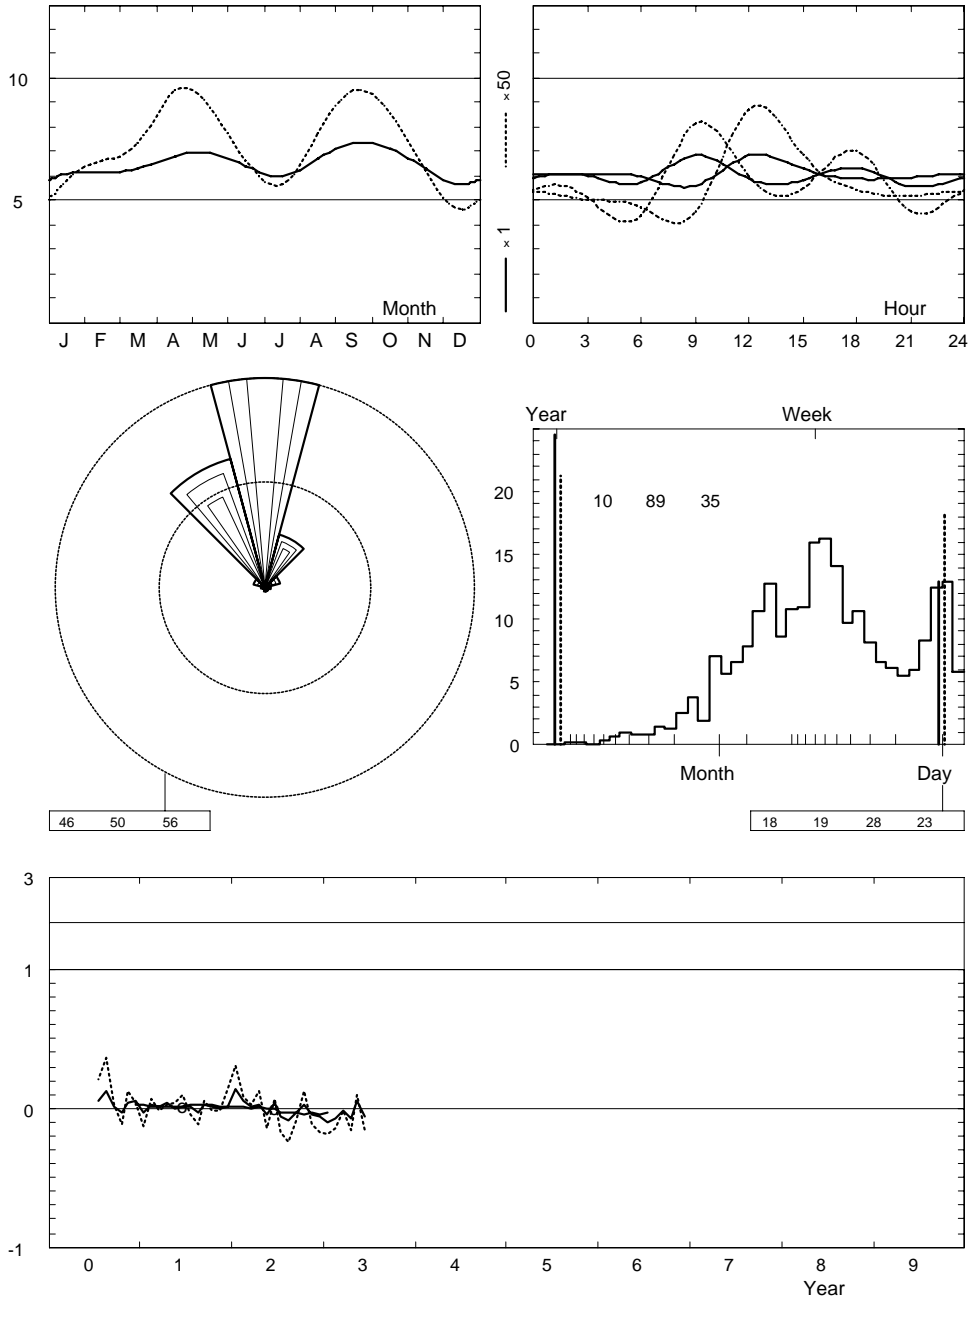 10
5
Month
J F M A M J J A S O N D
× 1 × 50
Hour
0 3 6 9 12 15 18 21 24
Year Week
20
15
10
5
0
10 89 35
Month Day
46 50 56
18 19 28 23
3
1
0
-1
0 1 2 3 4 5 6 7 8 9
Year